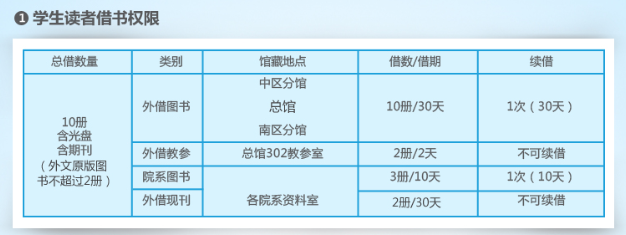 ❶ 学生读者借书权限
总借数量 类别 馆藏地点 借数/借期 续借
10册
含光盘
含期刊
（外文原版图
书不超过2册）
外借图书
中区分馆
总馆
南区分馆
10册/30天 1次（30天）
外借教参 总馆302教参室 2册/2天 不可续借
院系图书 3册/10天 1次（10天）
外借现刊 各院系资料室 2册/30天 不可续借